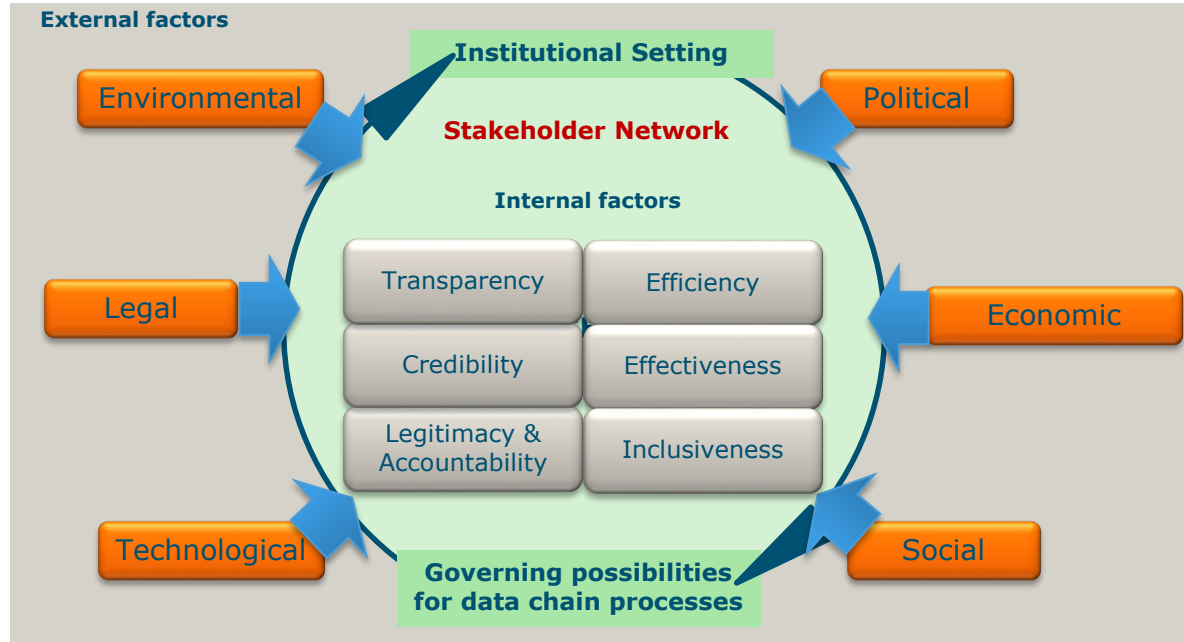 External factors
Institutional Setting
Environmental
Political
Stakeholder Network
Internal factors
Transparency
Efficiency
Legal
Economic
Credibility
Effectiveness
Legitimacy &
Accountability
Inclusiveness
Technological
Social
Governing possibilities
for data chain processes